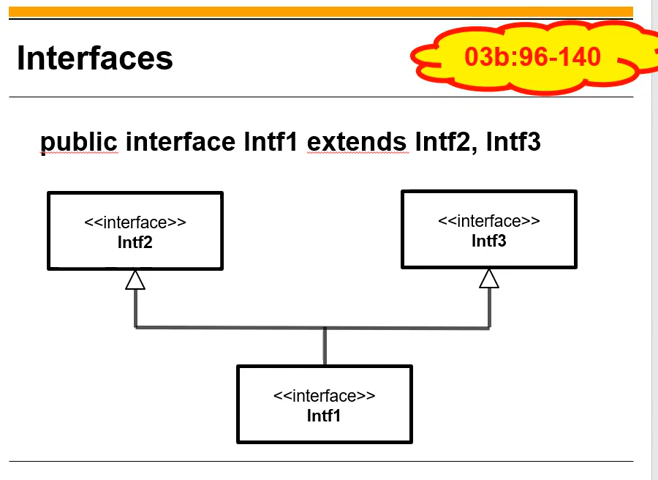 Interfaces
03b:96-140
public interface Intf1 extends Intf2, Intf3
<<interface>>
Intf2
<<interface>>
Intf3
<<interface>>
Intf1